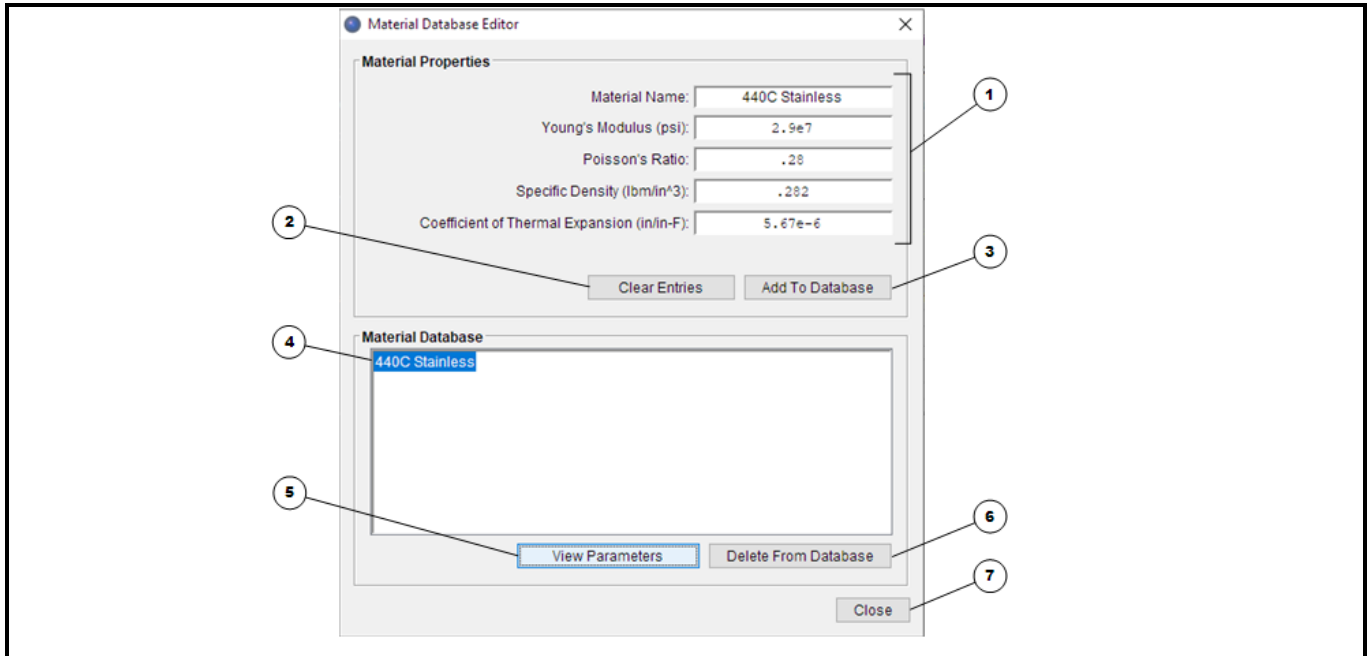 Material Database Editor
Material Properties
1
Material Name: 440C Stainless
Young's Modulus (psi): 2.9e7
Poisson's Ratio: .28
Specific Density (lbm/in^3): .282
2
Coefficient of Thermal Expansion (in/in-F): 5.67e-6
3
Clear Entries Add To Database
4
Material Database
440C Stainless
5
6
View Parameters Delete From Database
7
Close